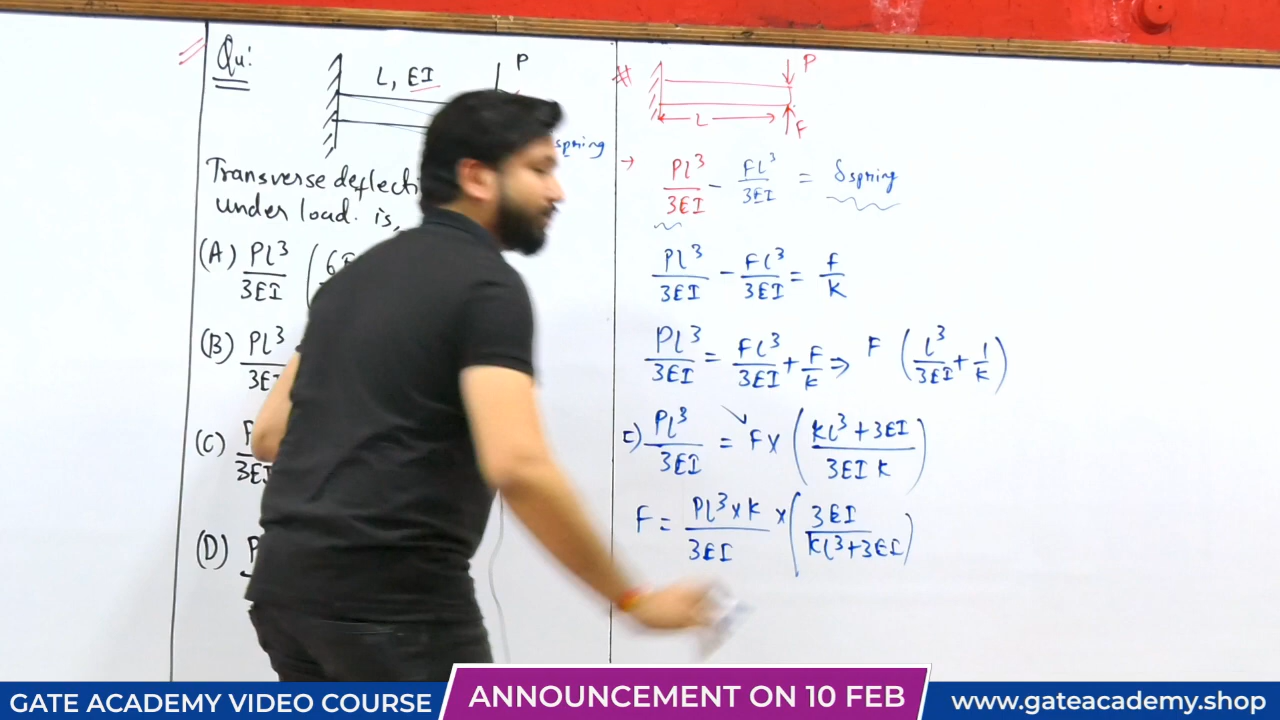 Qu:
L, EI
P
spring
Transverse deflecti
under load. is,
(A) Pl³/3EI (6E
(B) Pl³/3E
(C) P/3EI
(D) P
P
L
F
→ Pl³/3EI - Fl³/3EI = δspring
Pl³/3EI - Fl³/3EI = F/K
Pl³/3EI = Fl³/3EI + F/K ⇒ F (l³/3EI + 1/K)
Pl³/3EI = F x (Kl³ + 3EI/3EI K)
F = Pl³ x K/3EI x (3EI/Kl³+3EI)
GATE ACADEMY VIDEO COURSE
ANNOUNCEMENT ON 10 FEB
www.gateacademy.shop